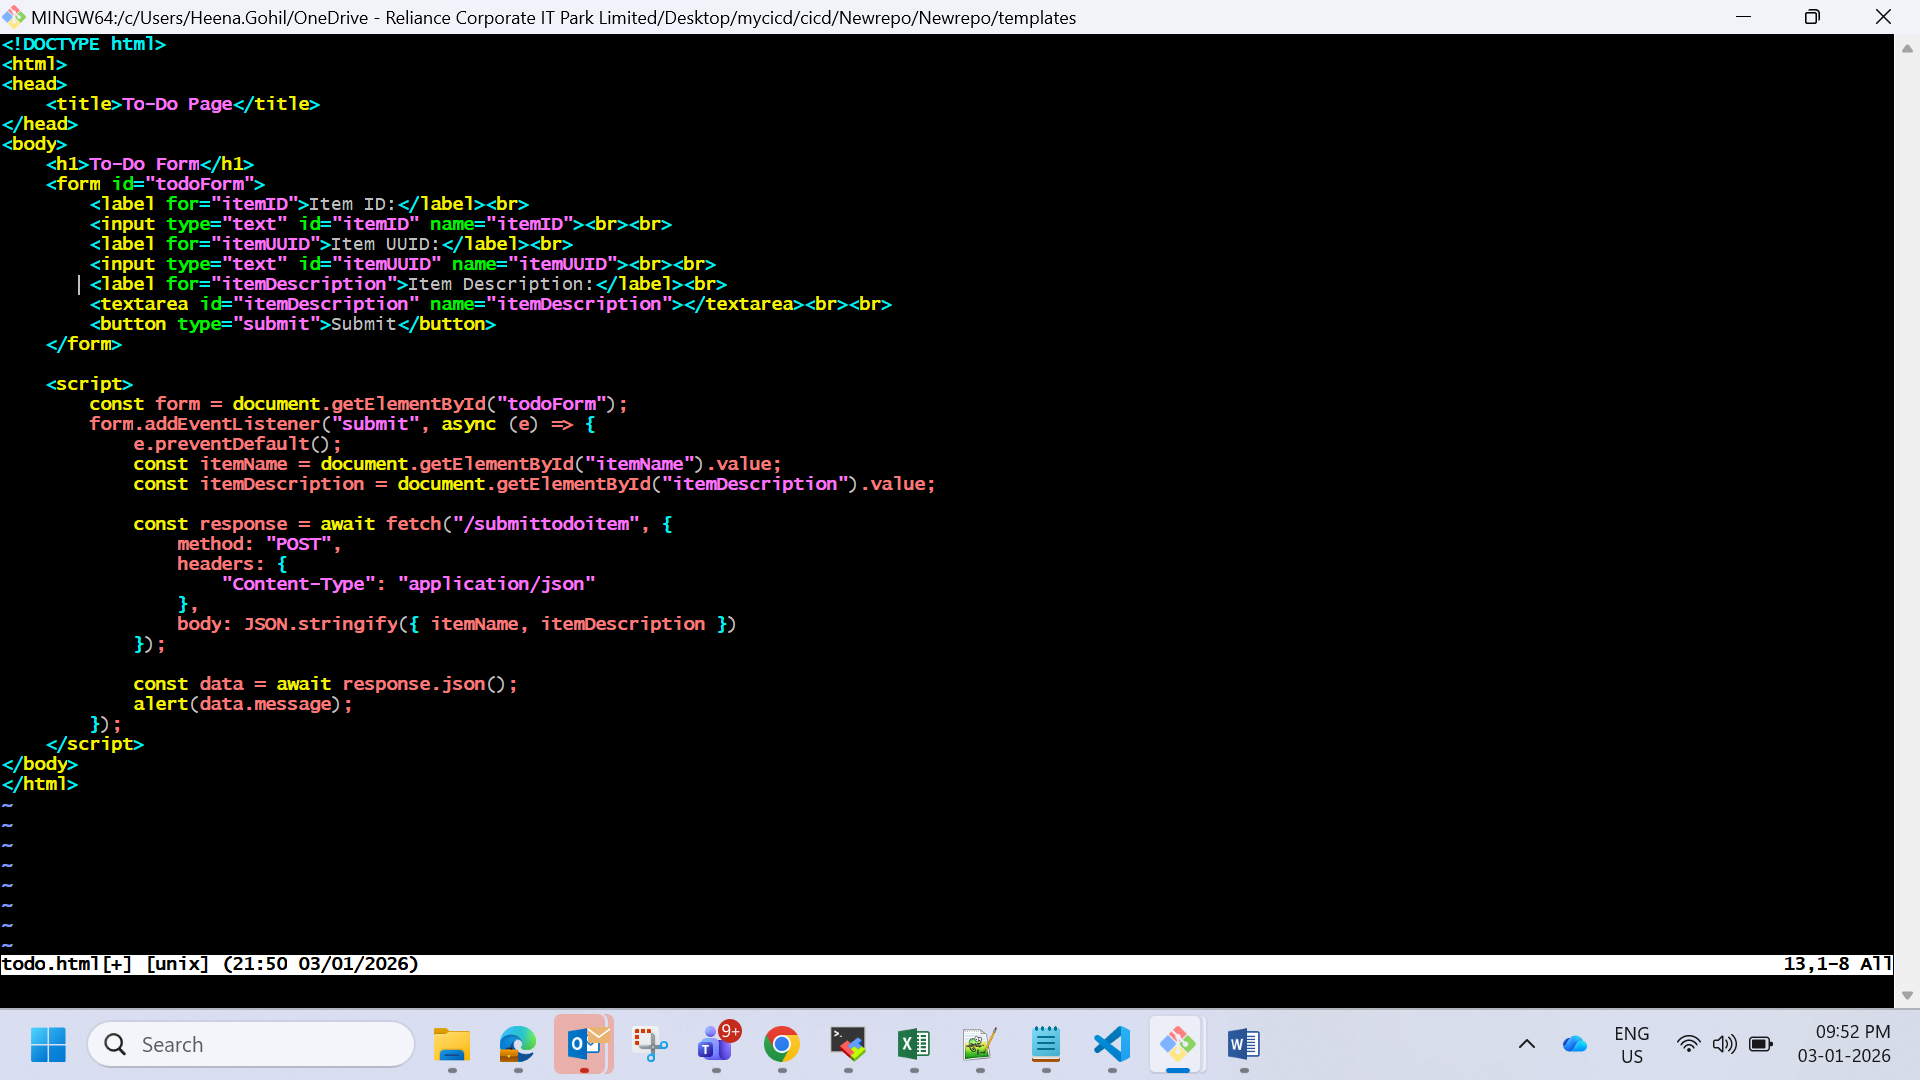 MINGW64:/c/Users/Heena.Gohil/OneDrive - Reliance Corporate IT Park Limited/Desktop/mycicd/cicd/Newrepo/Newrepo/templates
<!DOCTYPE html>
<html>
<head>
    <title>To-Do Page</title>
</head>
<body>
    <h1>To-Do Form</h1>
    <form id="todoForm">
        <label for="itemID">Item ID:</label><br>
        <input type="text" id="itemID" name="itemID"><br><br>
        <label for="itemUUID">Item UUID:</label><br>
        <input type="text" id="itemUUID" name="itemUUID"><br><br>
        <label for="itemDescription">Item Description:</label><br>
        <textarea id="itemDescription" name="itemDescription"></textarea><br><br>
        <button type="submit">Submit</button>
    </form>
    <script>
        const form = document.getElementById("todoForm");
        form.addEventListener("submit", async (e) => {
            e.preventDefault();
            const itemName = document.getElementById("itemName").value;
            const itemDescription = document.getElementById("itemDescription").value;
            const response = await fetch("/submittodoitem", {
                method: "POST",
                headers: {
                    "Content-Type": "application/json"
                },
                body: JSON.stringify({ itemName, itemDescription })
            });
            const data = await response.json();
            alert(data.message);
        });
    </script>
</body>
</html>
~
~
~
~
~
~
~
~
todo.html[+] [unix] (21:50 03/01/2026) 13,1-8 All
Search
9+
ENG
US
09:52 PM
03-01-2026